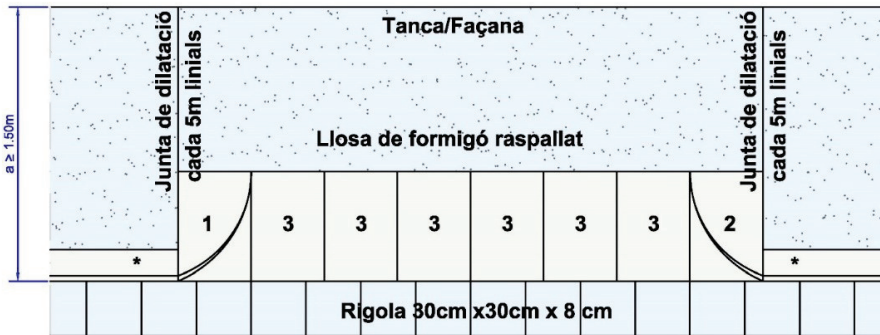 Tanca/Façana
Junta de dilatació
cada 5m linials
Junta de dilatació
cada 5m linials
a ≥ 1.50m
Llosa de formigó raspallat
1 3 3 3 3 3 3 2
* *
Rigola 30cm x30cm x 8 cm